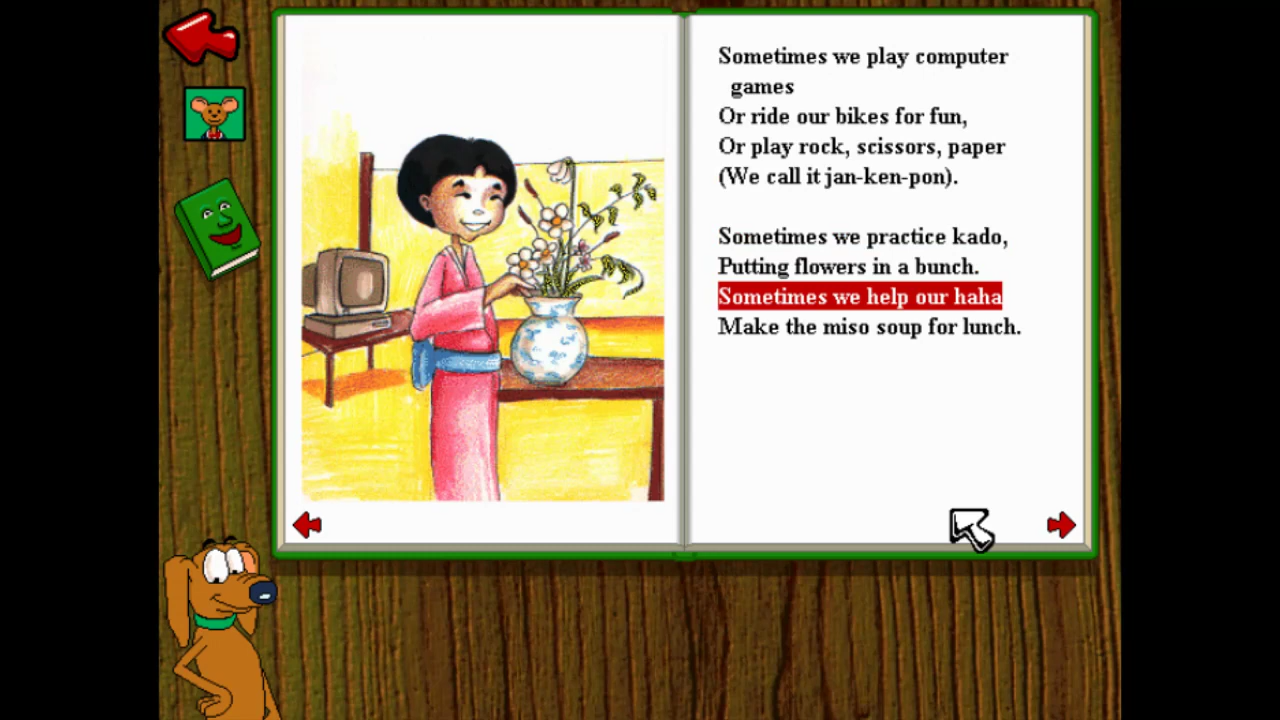 Sometimes we play computer
games
Or ride our bikes for fun,
Or play rock, scissors, paper
(We call it jan-ken-pon).
Sometimes we practice kado,
Putting flowers in a bunch.
Sometimes we help our haha
Make the miso soup for lunch.